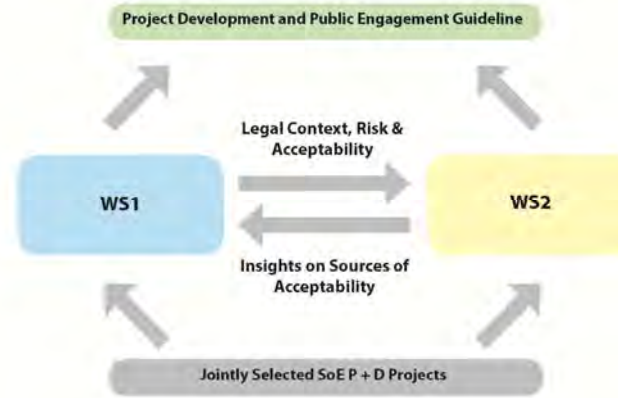 Project Development and Public Engagement Guideline
Legal Context, Risk &
Acceptability
WS1
WS2
Insights on Sources of
Acceptability
Jointly Selected SoE P + D Projects